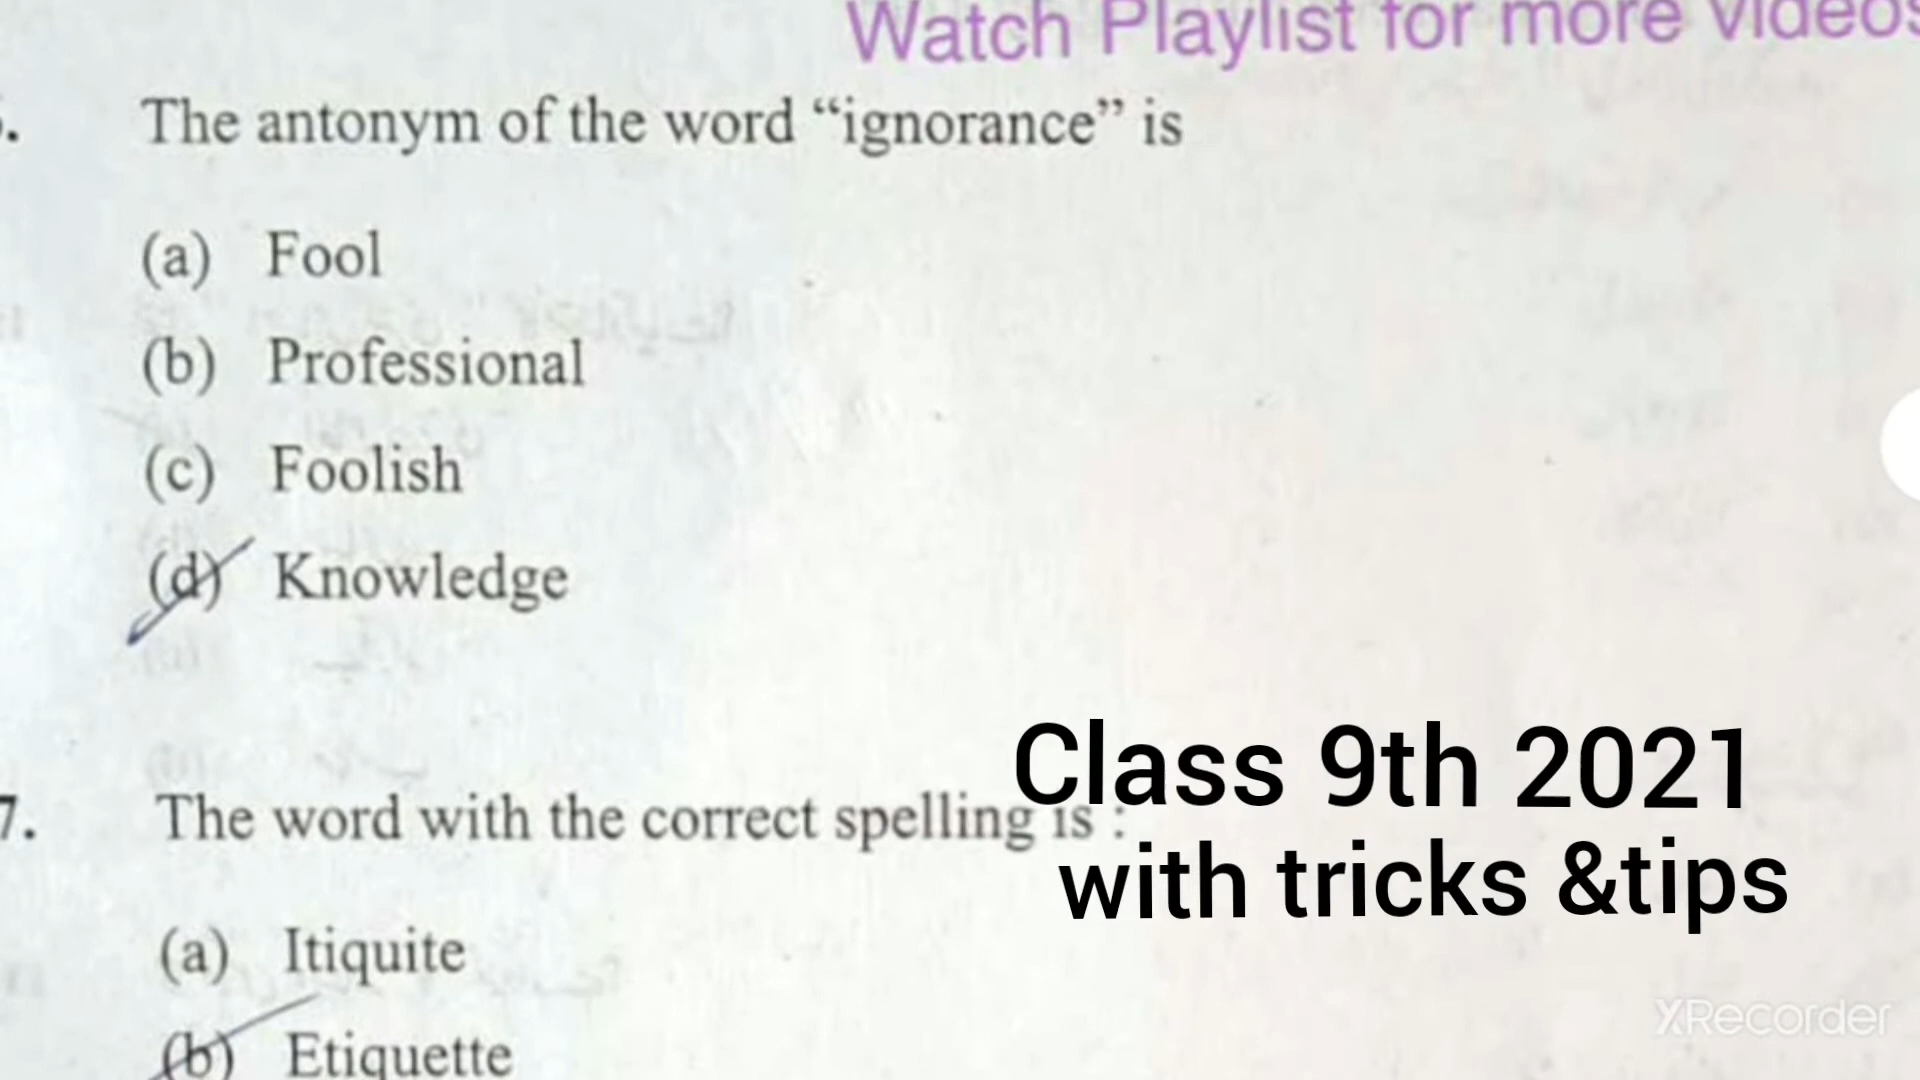 Watch Playlist for more videos
. The antonym of the word “ignorance” is
(a) Fool
(b) Professional
(c) Foolish
(d) Knowledge
Class 9th 2021
7. The word with the correct spelling is :
with tricks &tips
(a) Itiquite
XRecorder
(b) Etiquette